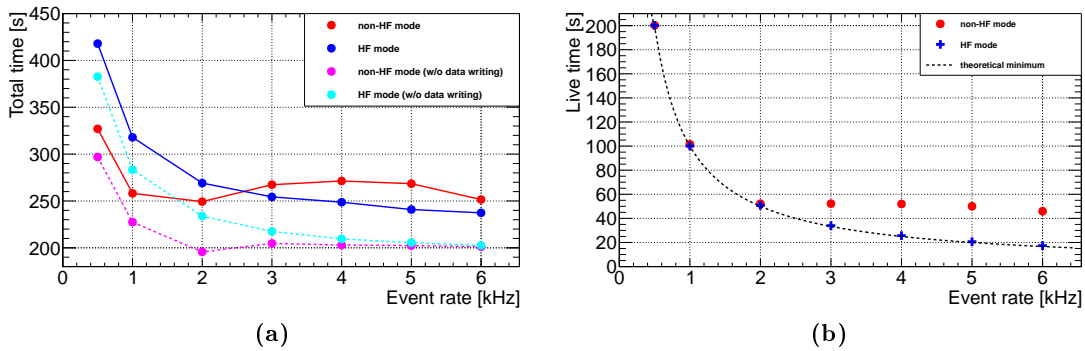 Total time [s]
450
400
350
300
250
200
0 1 2 3 4 5 6
Event rate [kHz]
non-HF mode
HF mode
non-HF mode (w/o data writing)
HF mode (w/o data writing)
(a)
Live time [s]
200
180
160
140
120
100
80
60
40
20
0
0 1 2 3 4 5 6
Event rate [kHz]
non-HF mode
HF mode
theoretical minimum
(b)